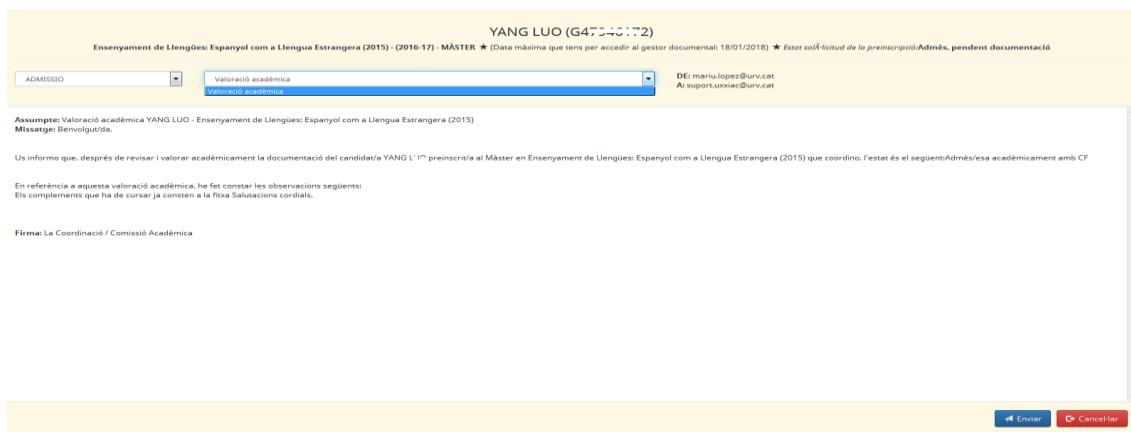 YANG LUO
Ensenyament de Llengües: Espanyol com a Llengua Estrangera (2015) - (2016-17) - MÀSTER ★ (Data màxima que tens per accedir al gestor documental: 18/01/2018) ★ Estat solÂ·licitud de la preinscripció:Admès, pendent documentació
ADMISSIO
Valoració acadèmica
DE: mariu.lopez@urv.cat
Valoració acadèmica
A: suport.uxxiac@urv.cat
Assumpte: Valoració acadèmica YANG LUO - Ensenyament de Llengües: Espanyol com a Llengua Estrangera (2015)
Missatge: Benvolgut/da,
Us informo que, després de revisar i valorar acadèmicament la documentació del candidat/a YANG preinscrit/a al Màster en Ensenyament de Llengües: Espanyol com a Llengua Estrangera (2015) que coordino, l'estat és el següent:Admès/esa acadèmicament amb CF
En referència a aquesta valoració acadèmica, he fet constar les observacions següents:
Els complements que ha de cursar ja consten a la fitxa Salutacions cordials,
Firma: La Coordinació / Comissió Acadèmica
Enviar
Cancel·lar